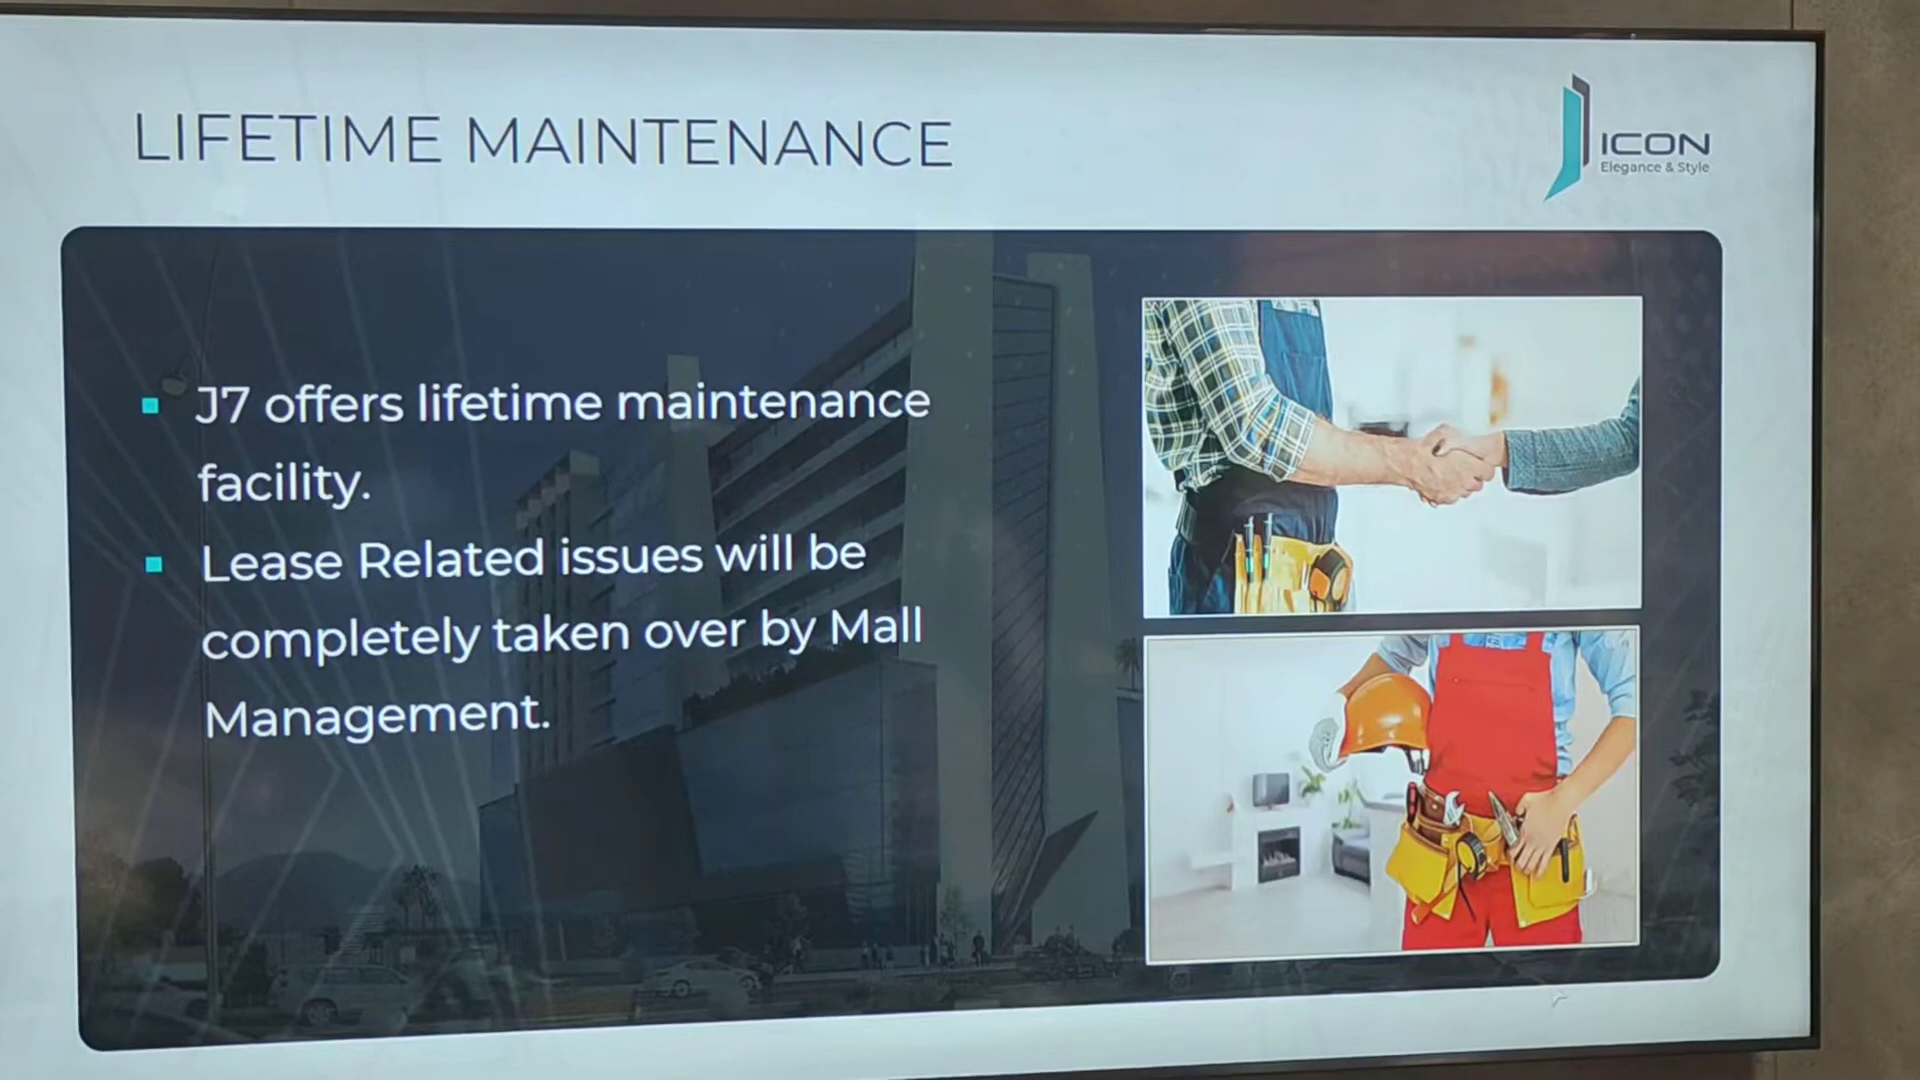 LIFETIME MAINTENANCE
ICON
Elegance & Style
J7 offers lifetime maintenance
facility.
Lease Related issues will be
completely taken over by Mall
Management.